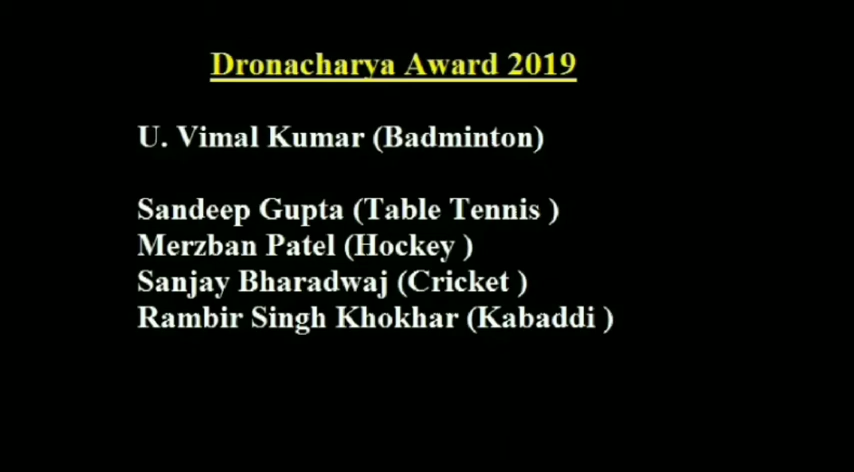 Dronacharya Award 2019
U. Vimal Kumar (Badminton)
Sandeep Gupta (Table Tennis )
Merzban Patel (Hockey )
Sanjay Bharadwaj (Cricket )
Rambir Singh Khokhar (Kabaddi )